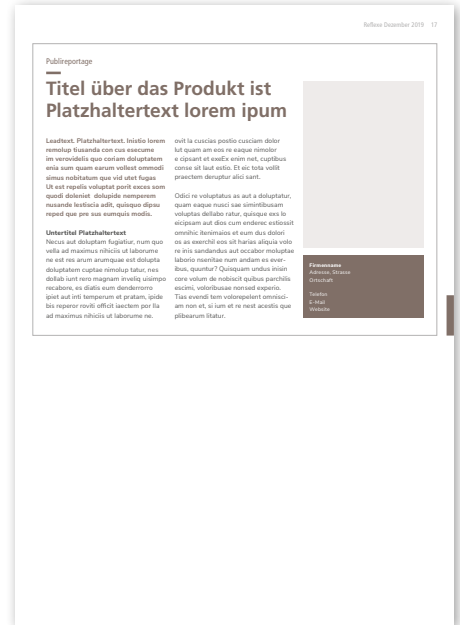 Reflexe Dezember 2019 17
Publireportage
Titel über das Produkt ist
Platzhaltertext lorem ipum
Leadtext. Platzhaltertext. Inistio lorem
remolup tiusanda con cus esecume
im verovidelis quo coriam doluptatem
enia sum quam earum vollest ommodi
simus nobitatum que vid utet fugas
Ut est repelis voluptat porit exces som
quodi doleniet dolupide nemperem
nusande lestiscia adit, quisquo dipsu
reped que pre sus eumquis modis.
Untertitel Platzhaltertext
Necus aut doluptam fugiatiur, num quo
vella ad maximus nihiciis ut laborume
ne est res arum arumquae est dolupta
doluptatem cuptas nimolup tatur, nes
dollab iunt rero magnam inveliq uisimpo
recabore, es diatis eum denderrorro
ipiet aut inti temperum et pratam, ipide
bis reperor roviti officit iaectem por lla
ad maximus nihiciis ut laborume ne.
ovit la cuscias postio cusciam dolor
lut quam am eos re eaque nimolor
e cipsant et exeEx enim net, cuptibus
conse sit laut estio. Et eic tota vollit
praectem deruptur alici sant.
Odici re voluptatus as aut a doluptatur,
quam eaque nusci sae simintibusam
voluptas dellabo ratur, quisque exs lo
eicipsam aut dios cum enderec estiossit
omnihic itenimaios et eum dus dolori
os as exerchil eos sit harias aliquia volo
re inis sandandus aut occabor moluptae
laborio nseritae num andam es ever-
ibus, quuntur? Quisquam undus inisin
core volum de nobiscit quibus parchilis
escimi, voloribusae nonsed experio.
Tias evendi tem volorepelent omnisci-
am non et, si ium et re nest acestis que
plibearum litatur.
Firmenname
Adresse, Strasse
Ortschaft
Telefon
E-Mail
Website